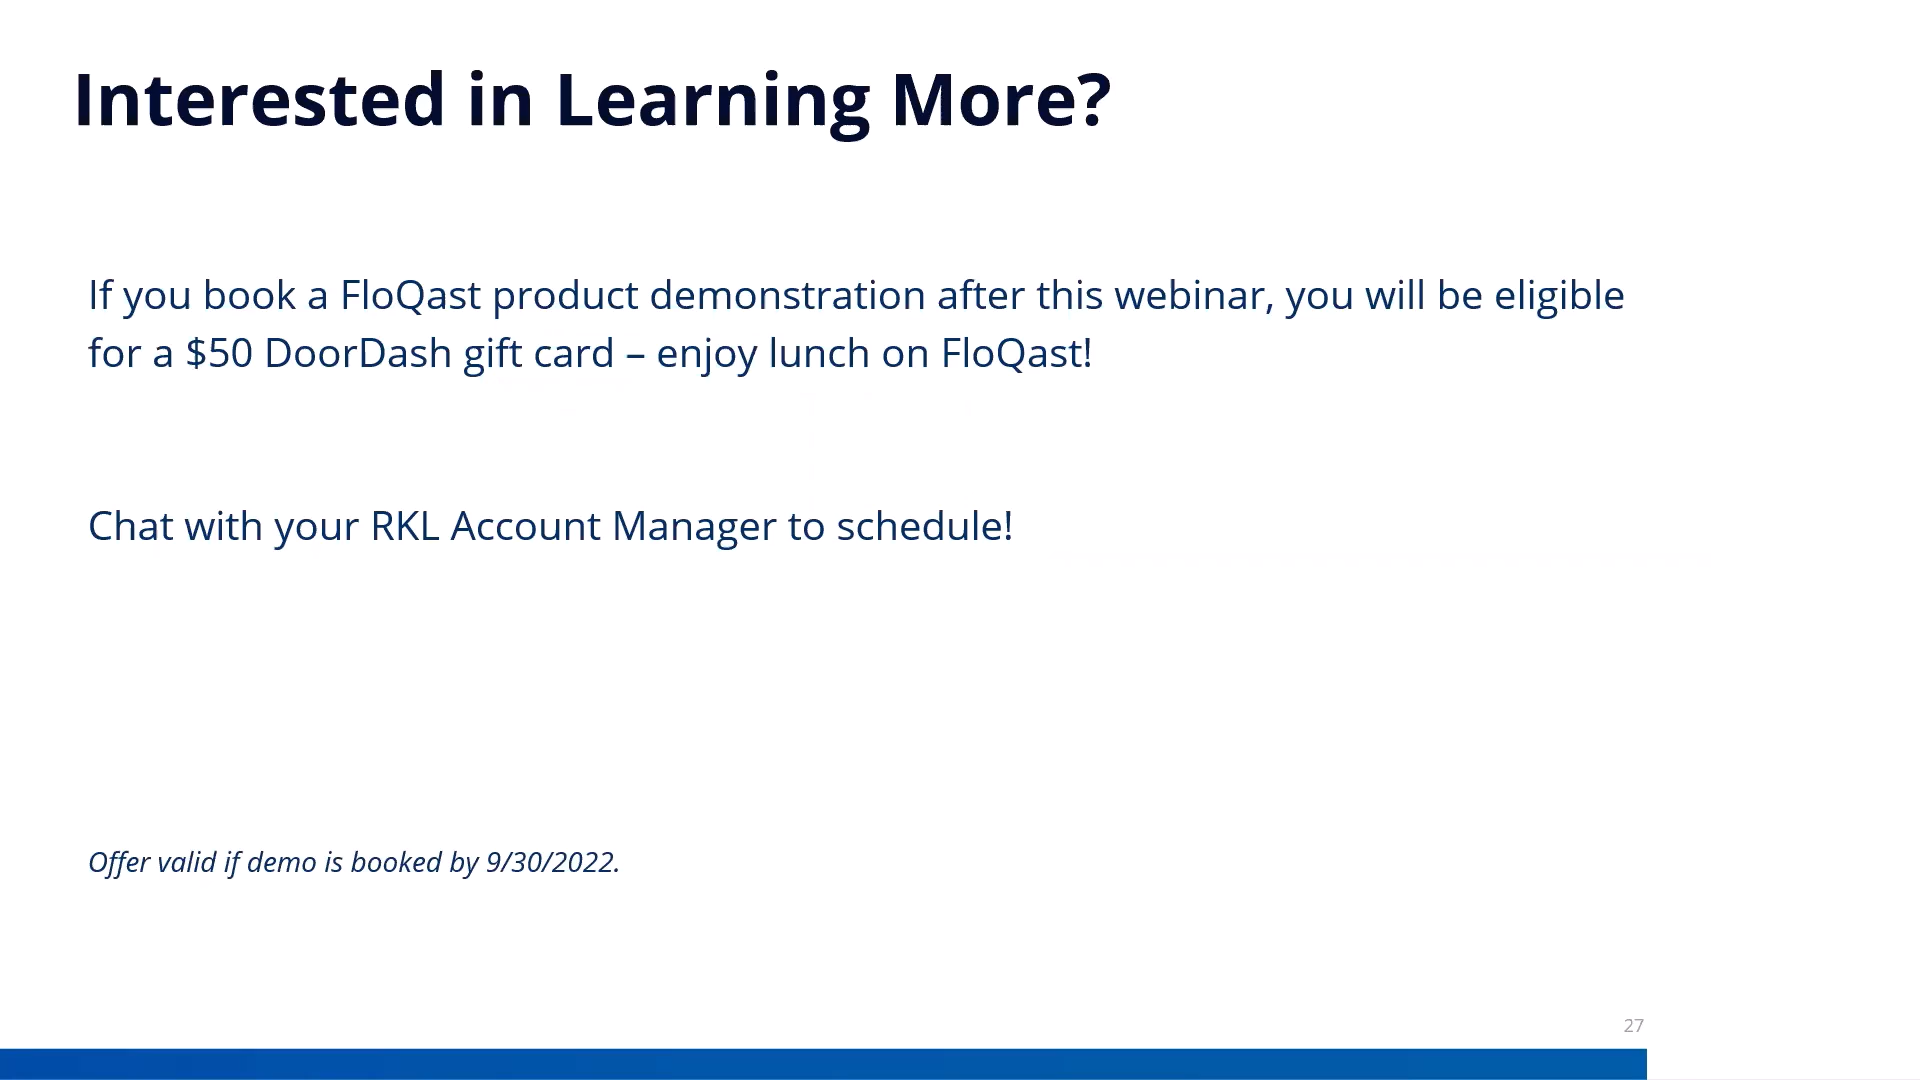 Interested in Learning More?
If you book a FloQast product demonstration after this webinar, you will be eligible
for a $50 DoorDash gift card – enjoy lunch on FloQast!
Chat with your RKL Account Manager to schedule!
Offer valid if demo is booked by 9/30/2022.
27